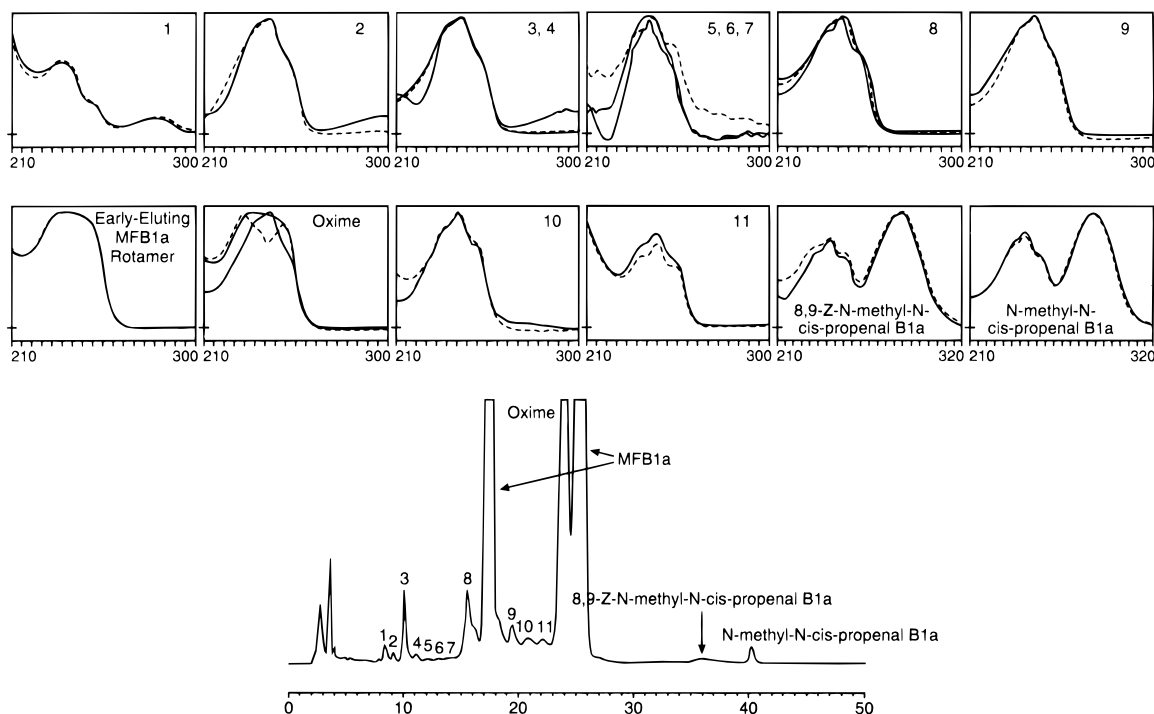 1
2
3, 4
5, 6, 7
8
9
210 300
210 300
210 300
210 300
210 300
210 300
Early-Eluting
MFB1a
Rotamer
Oxime
10
11
8,9-Z-N-methyl-N-
cis-propenal B1a
N-methyl-N-
cis-propenal B1a
210 300
210 300
210 300
210 300
210 320
210 320
Oxime
MFB1a
3
8
8,9-Z-N-methyl-N-cis-propenal B1a
1 2 4 5 6 7 9 10 11
N-methyl-N-cis-propenal B1a
0 10 20 30 40 50